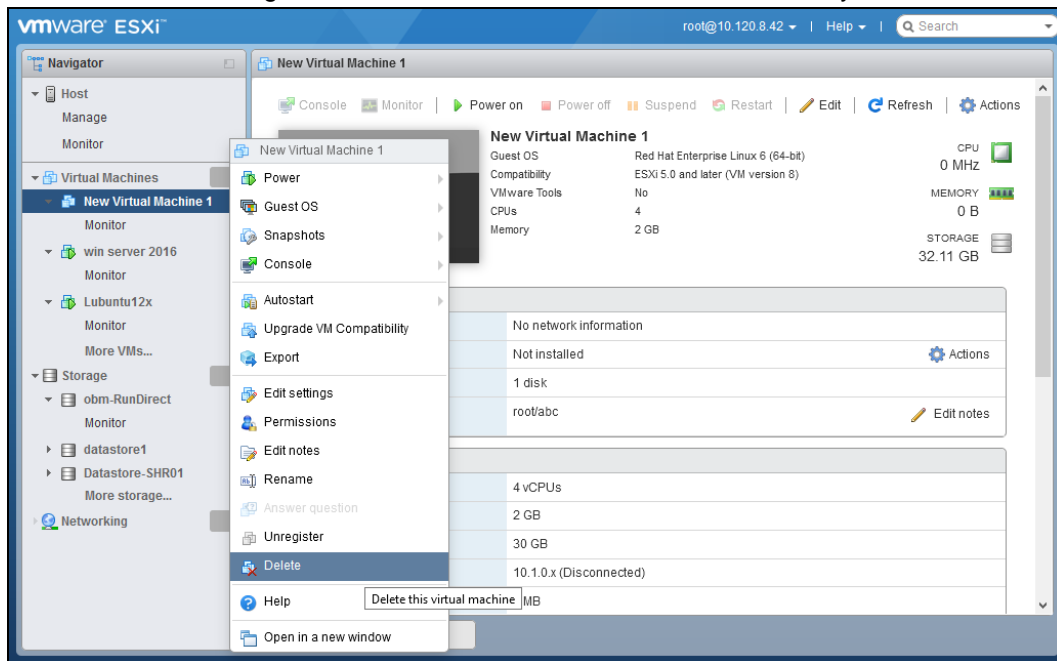 vmware ESXi™
root@10.120.8.42 | Help | Search
Navigator
Host
Manage
Monitor
Virtual Machines
New Virtual Machine 1
Monitor
win server 2016
Monitor
Lubuntu12x
Monitor
More VMs...
Storage
obm-RunDirect
Monitor
datastore1
Datastore-SHR01
More storage...
Networking
New Virtual Machine 1
Power
Guest OS
Snapshots
Console
Autostart
Upgrade VM Compatibility
Export
Edit settings
Permissions
Edit notes
Rename
Answer question
Unregister
Delete
Help
Open in a new window
Delete this virtual machine
New Virtual Machine 1
Console Monitor | Power on Power off Suspend Restart | Edit | Refresh | Actions
New Virtual Machine 1
Guest OS Red Hat Enterprise Linux 6 (64-bit)
Compatibility ESXi 5.0 and later (VM version 8)
VMware Tools No
CPUs 4
Memory 2 GB
CPU
0 MHz
MEMORY
0 B
STORAGE
32.11 GB
No network information
Not installed Actions
1 disk
root/abc Edit notes
4 vCPUs
2 GB
30 GB
10.1.0.x (Disconnected)
MB